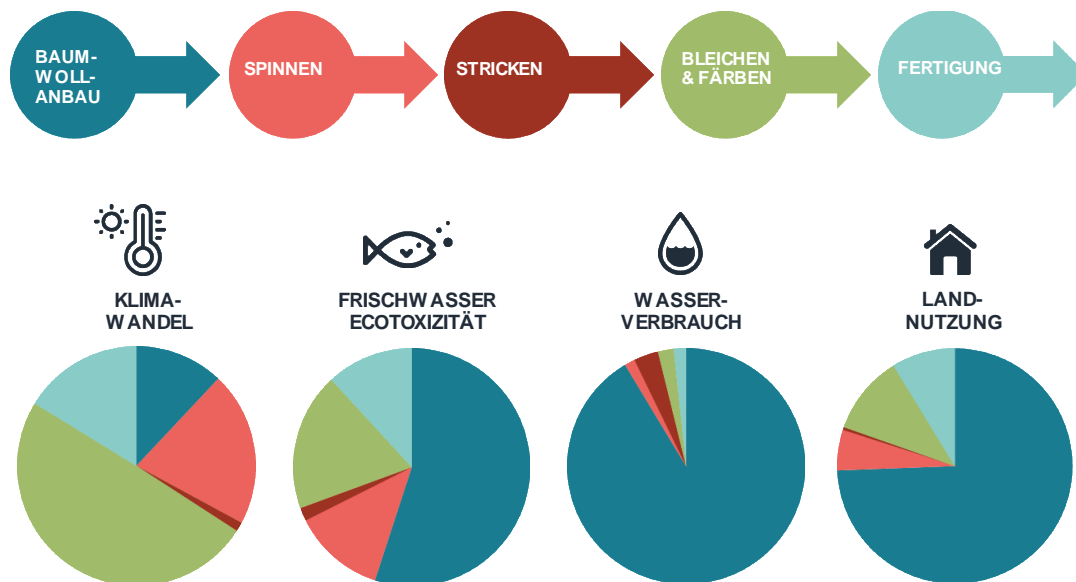 BAUM-
WOLL-
ANBAU
SPINNEN
STRICKEN
BLEICHEN
& FÄRBEN
FERTIGUNG
KLIMA-
WANDEL
FRISCHWASSER
ECOTOXIZITÄT
WASSER-
VERBRAUCH
LAND-
NUTZUNG